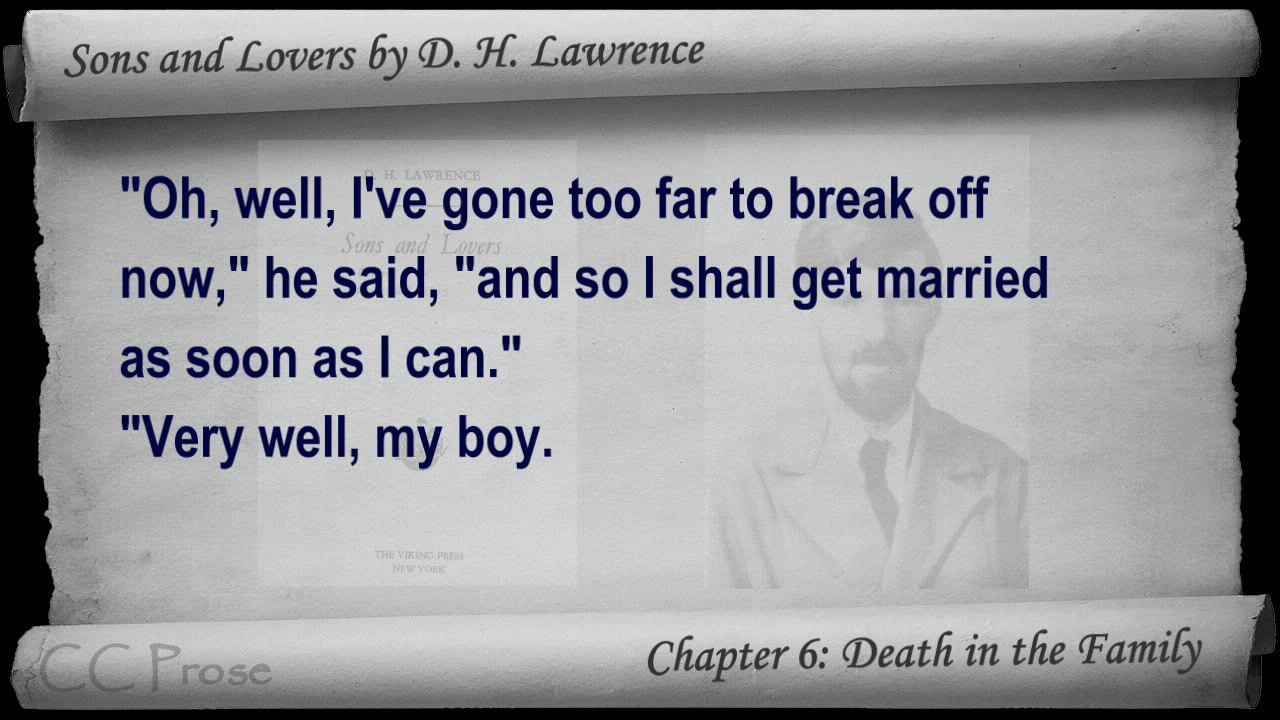 Sons and Lovers by D. H. Lawrence
D. H. LAWRENCE
Sons and Lovers
"Oh, well, I've gone too far to break off
now," he said, "and so I shall get married
as soon as I can."
"Very well, my boy.
THE VIKING PRESS
NEW YORK
CC Prose
Chapter 6: Death in the Family